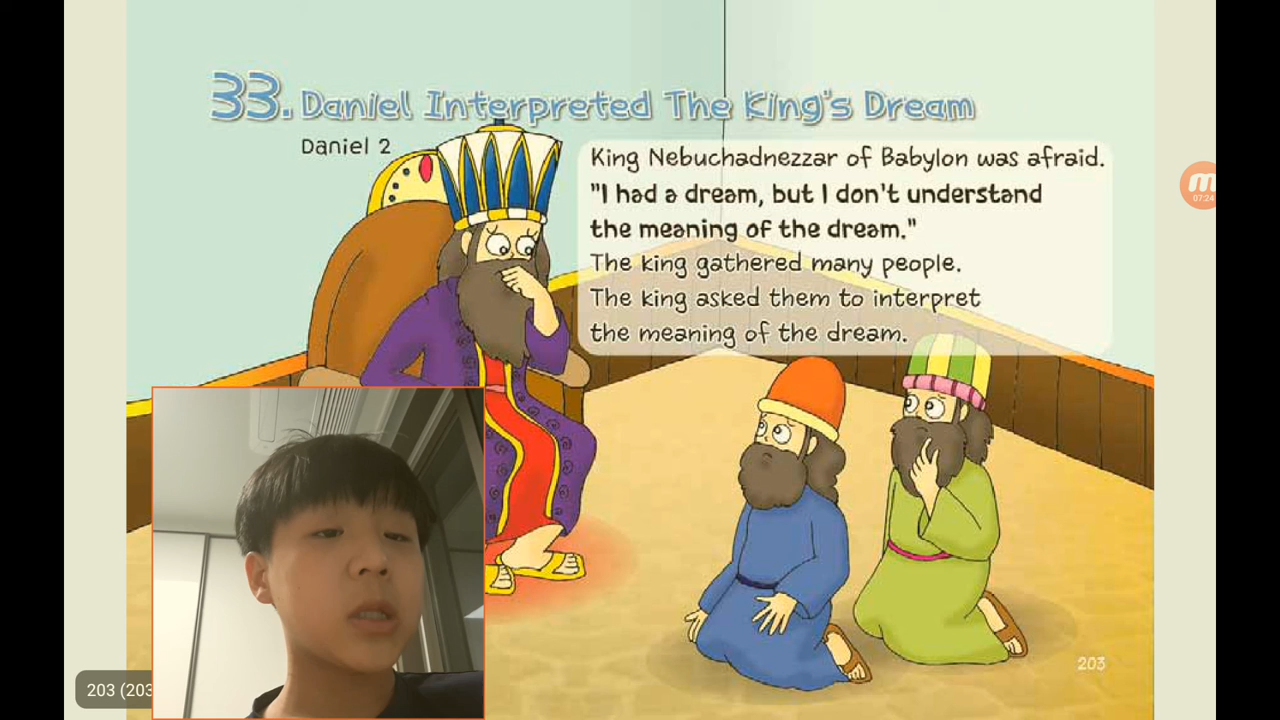 33. Daniel Interpreted The King's Dream
Daniel 2
King Nebuchadnezzar of Babylon was afraid.
"I had a dream, but I don't understand
the meaning of the dream."
The king gathered many people.
The king asked them to interpret
the meaning of the dream.
07:24
203
203 (203